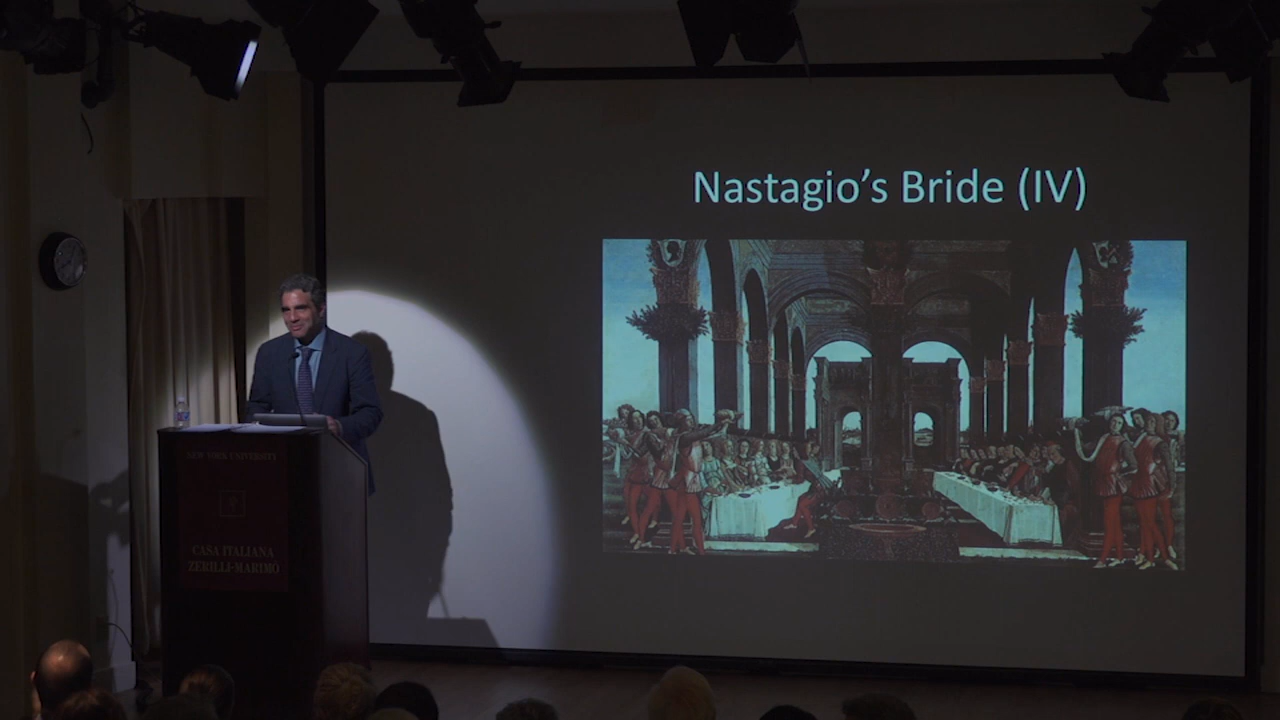 Nastagio's Bride (IV)
NEW YORK UNIVERSITY
CASA ITALIANA
ZERILLI-MARIMÒ